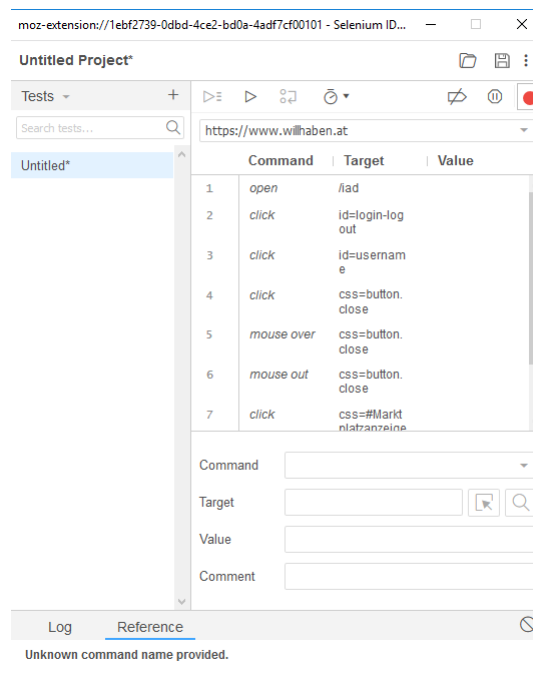 moz-extension://1ebf2739-0dbd-4ce2-bd0a-4adf7cf00101 - Selenium ID...
Untitled Project*
Tests
Search tests...
Untitled*
https://www.willhaben.at
Command Target Value
1 open /iad
2 click id=login-log
out
3 click id=usernam
e
4 click css=button.
close
5 mouse over css=button.
close
6 mouse out css=button.
close
7 click css=#Markt
platzanzeige
Command
Target
Value
Comment
Log Reference
Unknown command name provided.